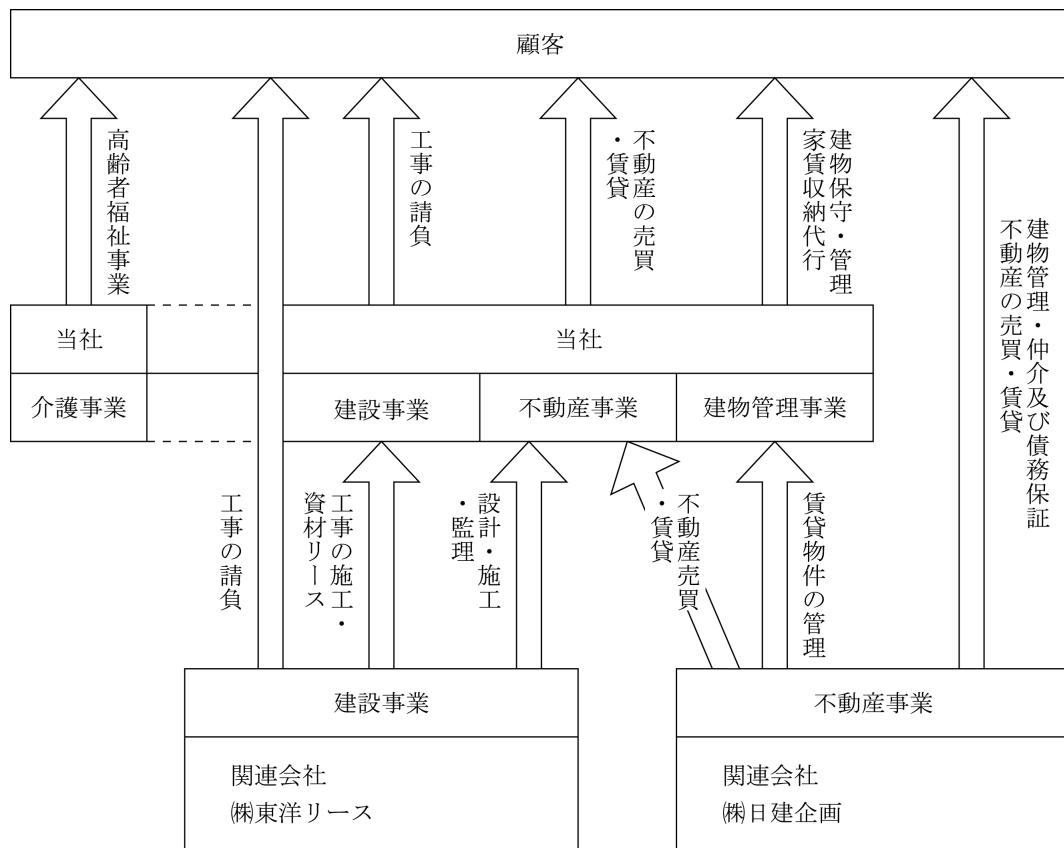 顧客
高齢者福祉事業
工事の請負
不動産の売買
・賃貸
建物保守・管理
家賃収納代行
建物管理・仲介及び債務保証
不動産の売買・賃貸
当社
当社
介護事業
建設事業
不動産事業
建物管理事業
工事の請負
工事の施工・
資材リース
設計・施工
・監理
不動産売買
・賃貸
賃貸物件の管理
建設事業
不動産事業
関連会社
㈱東洋リース
関連会社
㈱日建企画